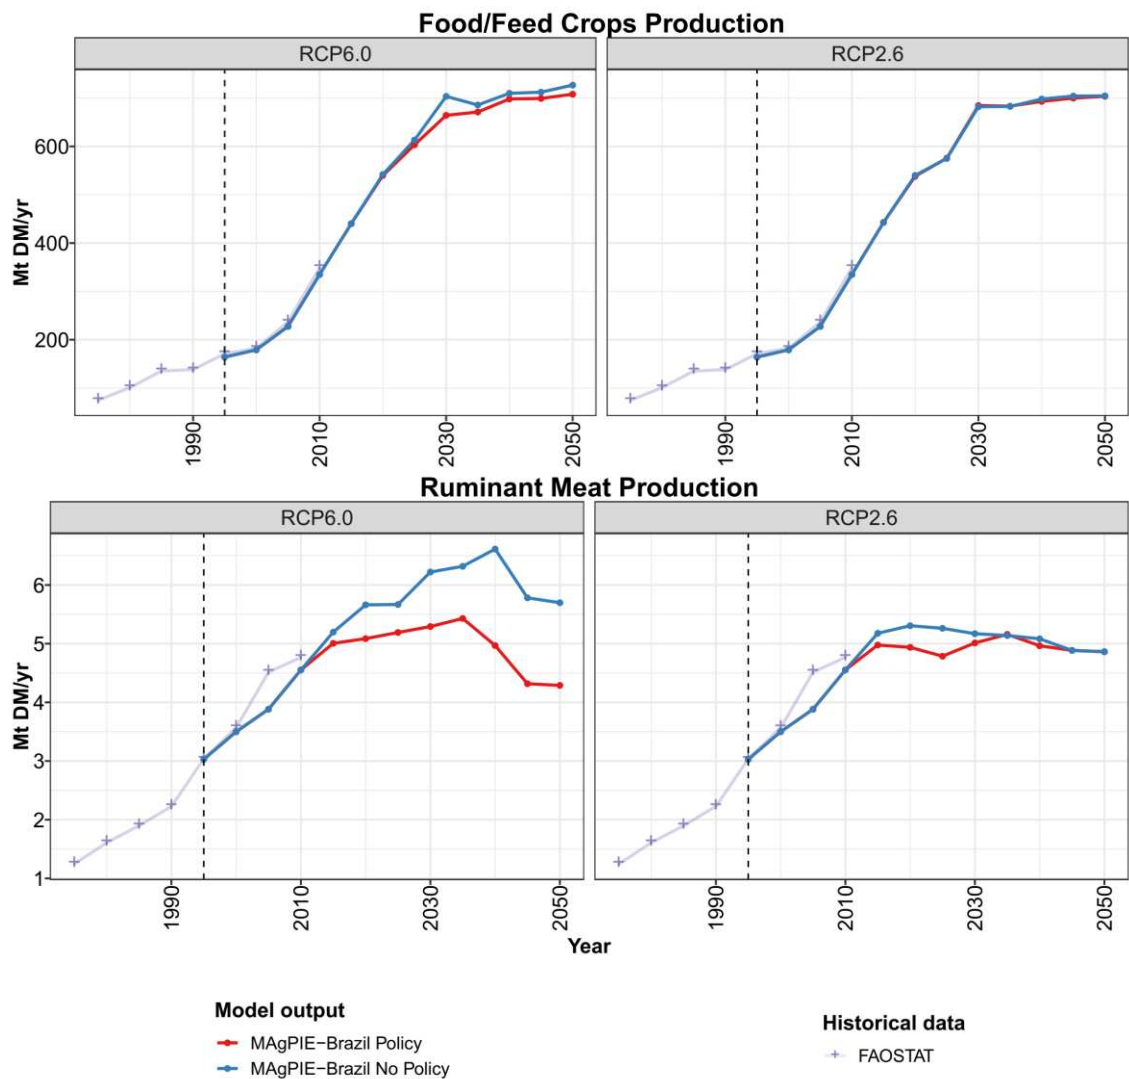 Food/Feed Crops Production
RCP6.0
RCP2.6
Mt DM/yr
600
400
200
1990
2010
2030
2050
1990
2010
2030
2050
Ruminant Meat Production
RCP6.0
RCP2.6
Mt DM/yr
6
5
4
3
2
1
1990
2010
2030
2050
1990
2010
2030
2050
Year
Model output
MAgPIE−Brazil Policy
MAgPIE−Brazil No Policy
Historical data
FAOSTAT